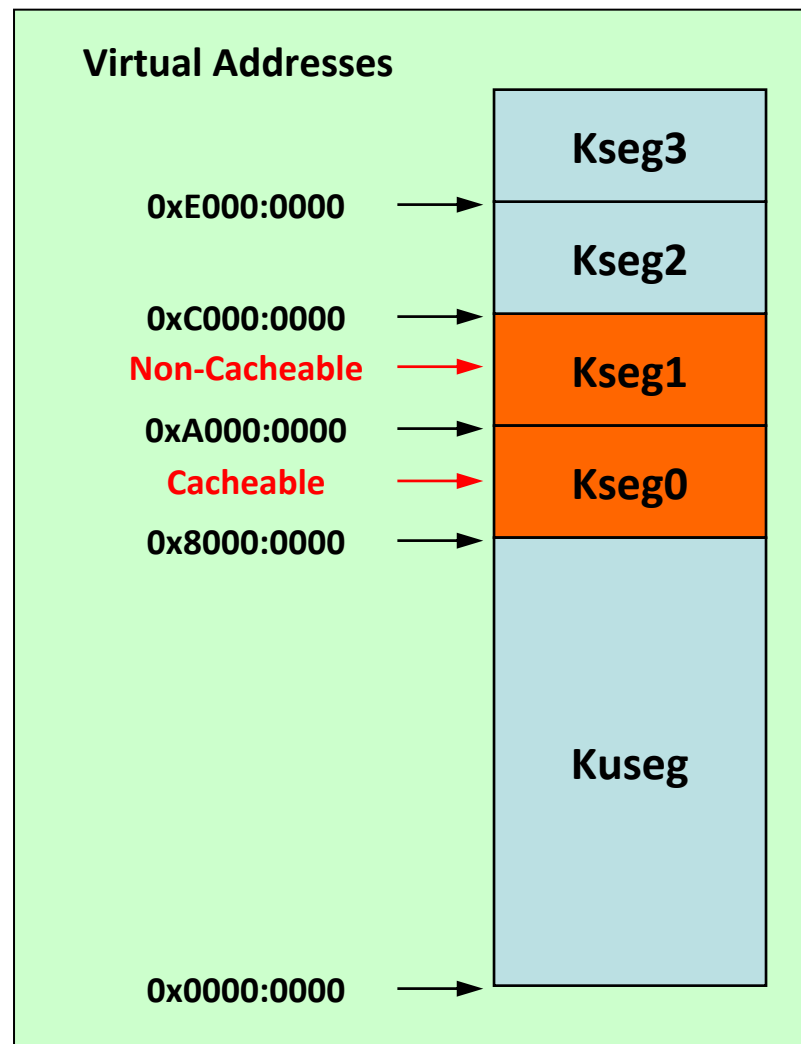 Virtual Addresses
Kseg3
0xE000:0000
Kseg2
0xC000:0000
Non-Cacheable
Kseg1
0xA000:0000
Cacheable
Kseg0
0x8000:0000
Kuseg
0x0000:0000